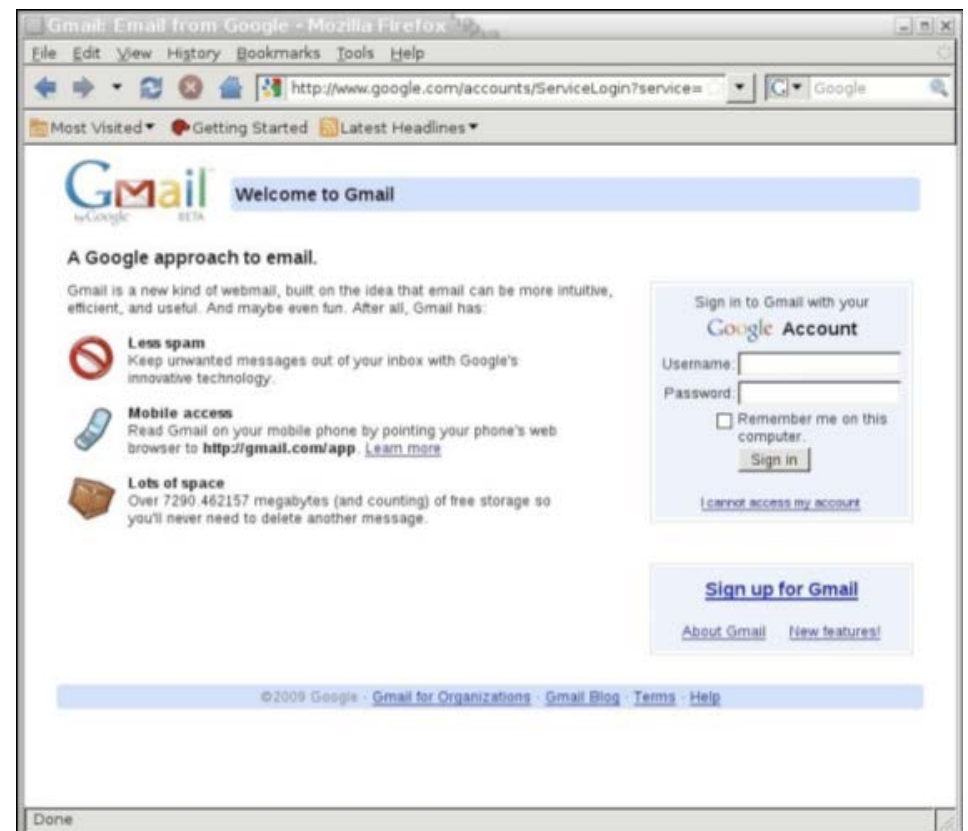 Gmail: Email from Google - Mozilla Firefox
File Edit View History Bookmarks Tools Help
http://www.google.com/accounts/ServiceLogin?service=
Google
Most Visited Getting Started Latest Headlines
Gmail
by Google BETA
Welcome to Gmail
A Google approach to email.
Gmail is a new kind of webmail, built on the idea that email can be more intuitive,
efficient, and useful. And maybe even fun. After all, Gmail has:
Less spam
Keep unwanted messages out of your inbox with Google's
innovative technology.
Mobile access
Read Gmail on your mobile phone by pointing your phone's web
browser to http://gmail.com/app. Learn more
Lots of space
Over 7290.462157 megabytes (and counting) of free storage so
you'll never need to delete another message.
Sign in to Gmail with your
Google Account
Username:
Password:
Remember me on this
computer.
Sign in
I cannot access my account
Sign up for Gmail
About Gmail New features!
©2009 Google - Gmail for Organizations - Gmail Blog - Terms - Help
Done